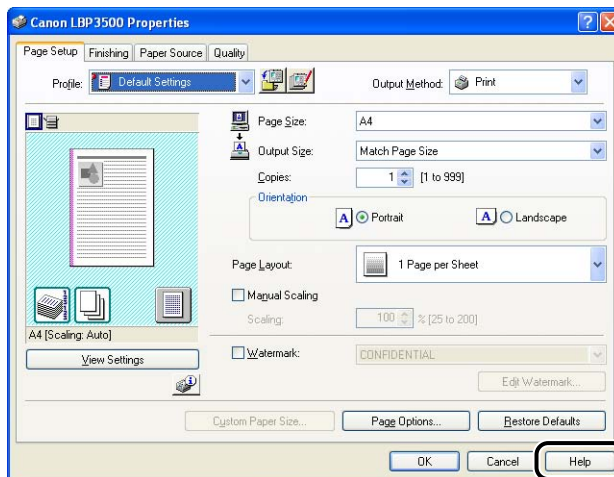 Canon LBP3500 Properties
Page Setup Finishing Paper Source Quality
Profile: Default Settings Output Method: Print
Page Size: A4
Output Size: Match Page Size
Copies: 1 [1 to 999]
Orientation
A Portrait A Landscape
Page Layout: 1 Page per Sheet
Manual Scaling
Scaling: 100 % [25 to 200]
A4 [Scaling: Auto]
View Settings
Watermark: CONFIDENTIAL
Edit Watermark...
Custom Paper Size... Page Options... Restore Defaults
OK Cancel Help